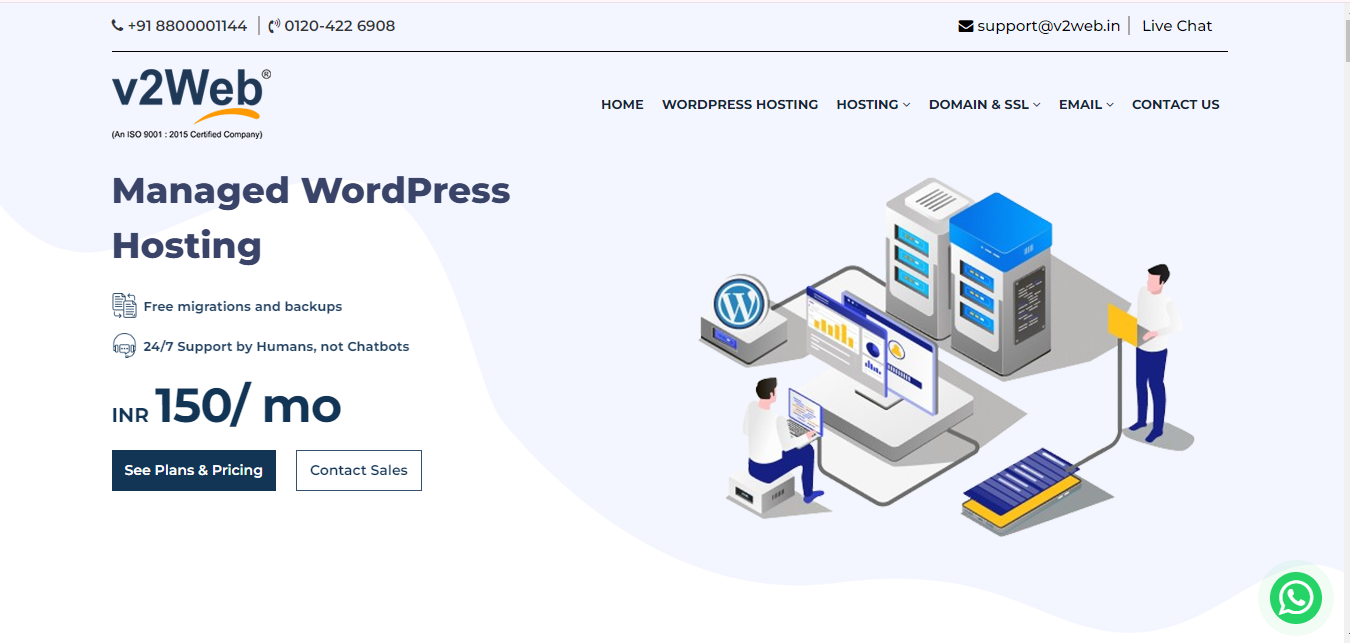 +91 8800001144 | 0120-422 6908
support@v2web.in | Live Chat
v2Web®
(An ISO 9001 : 2015 Certified Company)
HOME WORDPRESS HOSTING HOSTING DOMAIN & SSL EMAIL CONTACT US
Managed WordPress
Hosting
Free migrations and backups
24/7 Support by Humans, not Chatbots
INR 150/ mo
See Plans & Pricing
Contact Sales